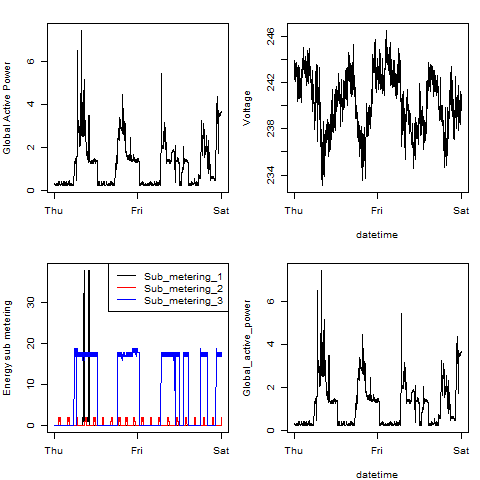 Global Active Power
6
4
2
0
Thu
Fri
Sat
Voltage
246
242
238
234
Thu
Fri
Sat
datetime
Energy sub metering
30
20
10
0
Sub_metering_1
Sub_metering_2
Sub_metering_3
Thu
Fri
Sat
Global_active_power
6
4
2
0
Thu
Fri
Sat
datetime